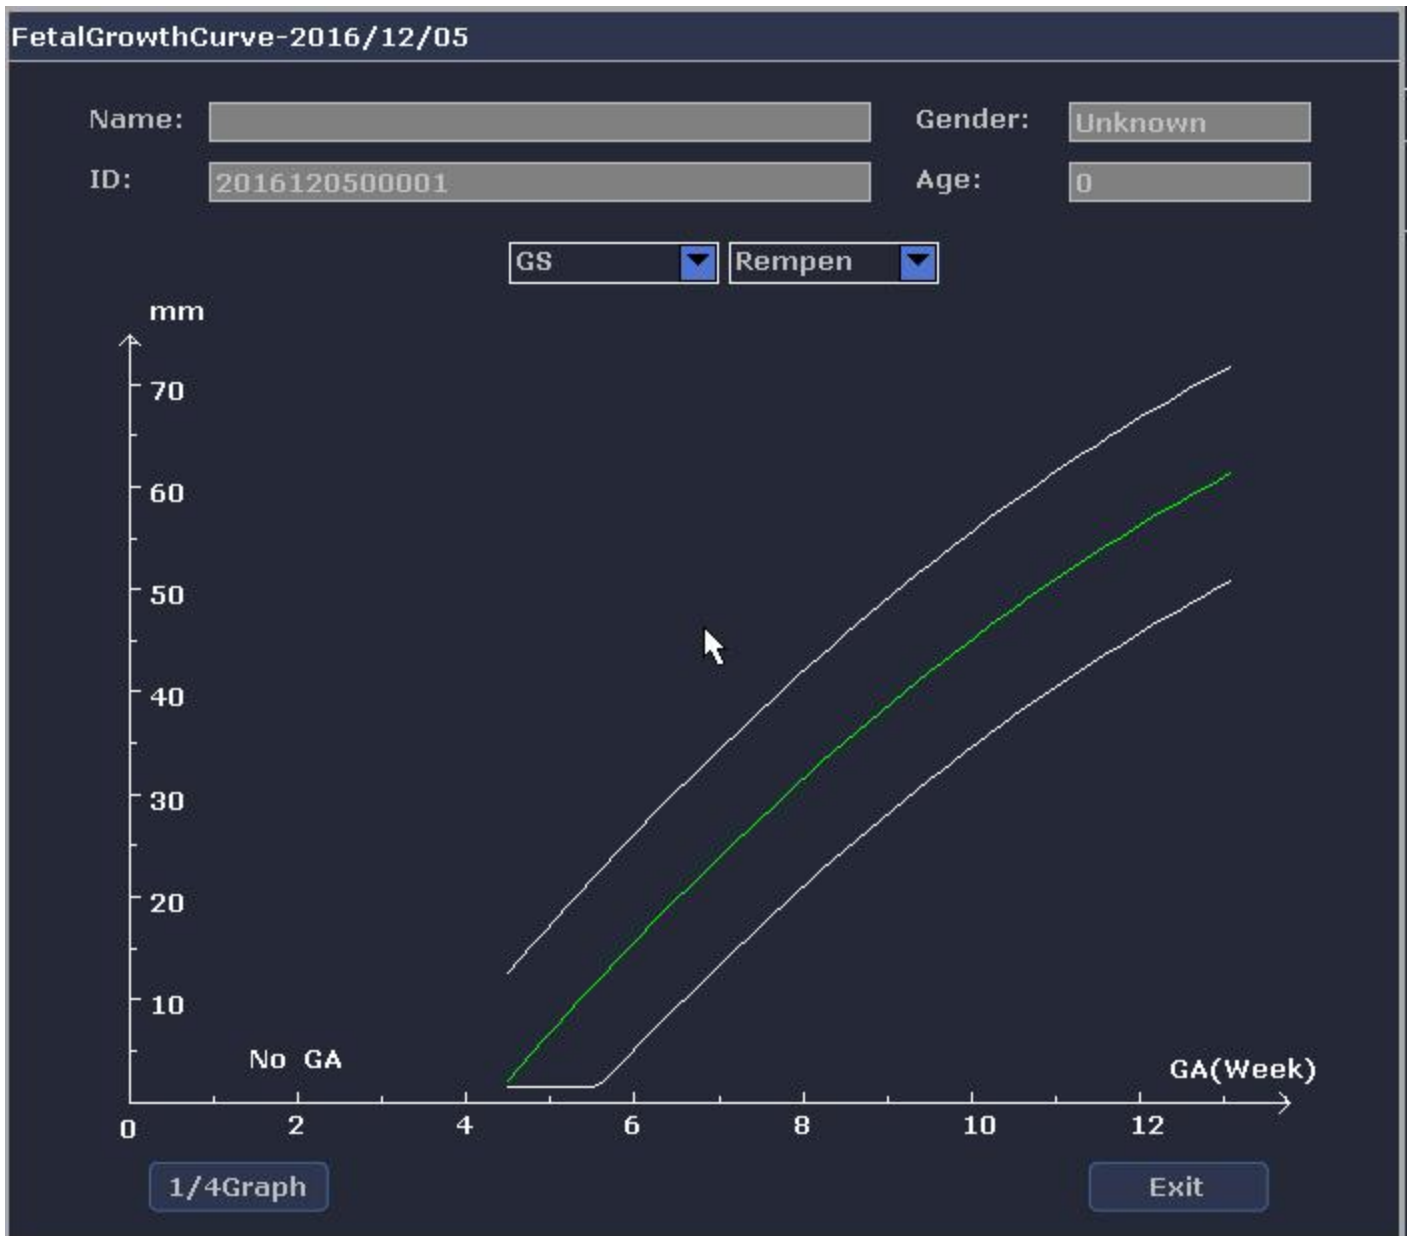 FetalGrowthCurve-2016/12/05
Name: Gender: Unknown
ID: 2016120500001 Age: 0
GS Rempen
mm
70
60
50
40
30
20
10
No GA
GA(Week)
0 2 4 6 8 10 12
1/4Graph Exit